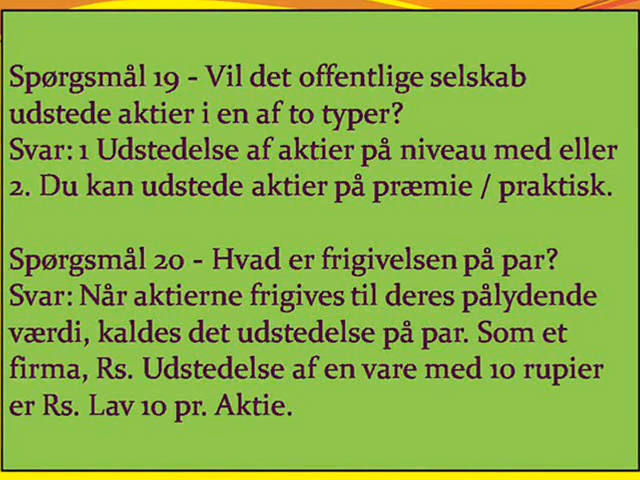 Spørgsmål 19 - Vil det offentlige selskab
udstede aktier i en af to typer?
Svar: 1 Udstedelse af aktier på niveau med eller
2. Du kan udstede aktier på præmie / praktisk.
Spørgsmål 20 - Hvad er frigivelsen på par?
Svar: Når aktierne frigives til deres pålydende
værdi, kaldes det udstedelse på par. Som et
firma, Rs. Udstedelse af en vare med 10 rupier
er Rs. Lav 10 pr. Aktie.